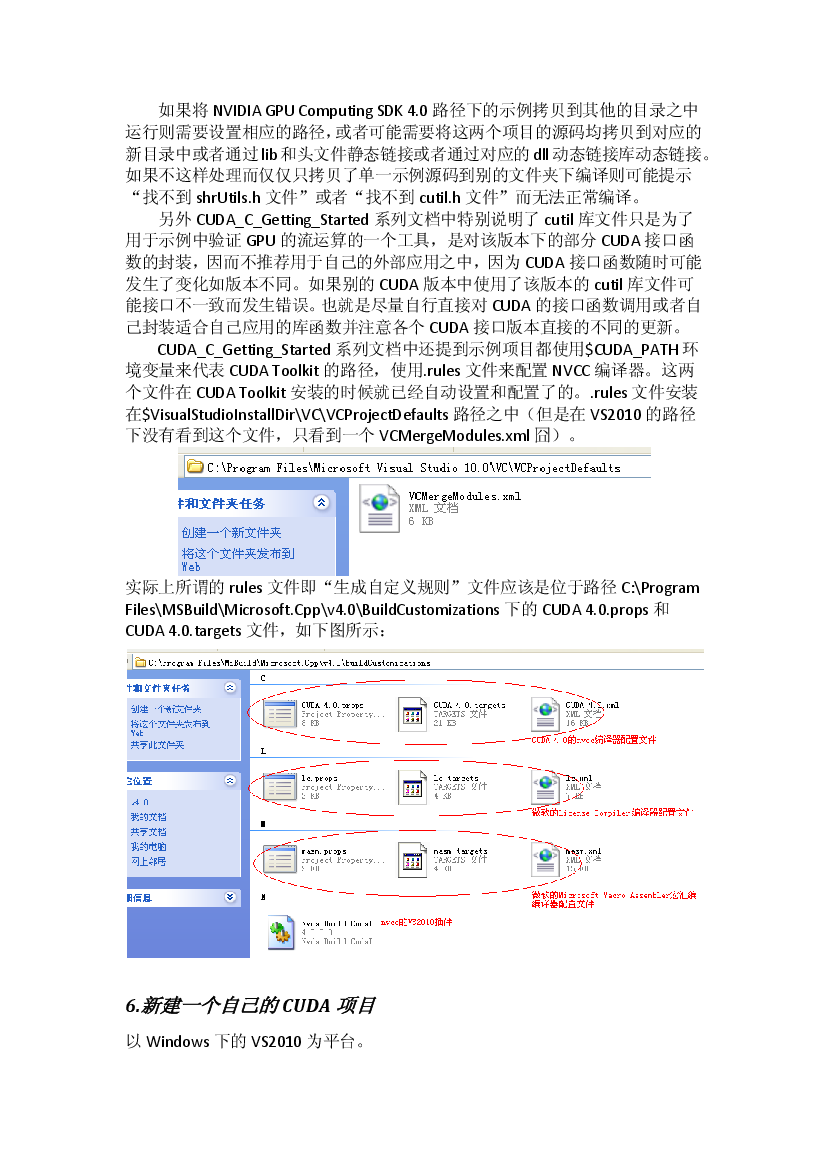 如果将 NVIDIA GPU Computing SDK 4.0 路径下的示例拷贝到其他的目录之中
运行则需要设置相应的路径，或者可能需要将这两个项目的源码均拷贝到对应的
新目录中或者通过 lib 和头文件静态链接或者通过对应的 dll 动态链接库动态链接。
如果不这样处理而仅仅只拷贝了单一示例源码到别的文件夹下编译则可能提示
“找不到 shrUtils.h 文件”或者“找不到 cutil.h 文件”而无法正常编译。
另外 CUDA_C_Getting_Started 系列文档中特别说明了 cutil 库文件只是为了
用于示例中验证 GPU 的流运算的一个工具，是对该版本下的部分 CUDA 接口函
数的封装，因而不推荐用于自己的外部应用之中，因为 CUDA 接口函数随时可能
发生了变化如版本不同。如果别的 CUDA 版本中使用了该版本的 cutil 库文件可
能接口不一致而发生错误。也就是尽量自行直接对 CUDA 的接口函数调用或者自
己封装适合自己应用的库函数并注意各个 CUDA 接口版本直接的不同的更新。
CUDA_C_Getting_Started 系列文档中还提到示例项目都使用$CUDA_PATH 环
境变量来代表 CUDA Toolkit 的路径，使用.rules 文件来配置 NVCC 编译器。这两
个文件在 CUDA Toolkit 安装的时候就已经自动设置和配置了的。.rules 文件安装
在$VisualStudioInstallDir\VC\VCProjectDefaults 路径之中（但是在 VS2010 的路径
下没有看到这个文件，只看到一个 VCMergeModules.xml 囧）。
C:\Program Files\Microsoft Visual Studio 10.0\VC\VCProjectDefaults
件和文件夹任务
创建一个新文件夹
将这个文件夹发布到
Web
VCMergeModules.xml
XML 文档
6 KB
实际上所谓的 rules 文件即“生成自定义规则”文件应该是位于路径 C:\Program
Files\MSBuild\Microsoft.Cpp\v4.0\BuildCustomizations 下的 CUDA 4.0.props 和
CUDA 4.0.targets 文件，如下图所示：
C:\Program Files\MSBuild\Microsoft.Cpp\v4.0\BuildCustomizations
件和文件夹任务
创建一个新文件夹
将这个文件夹发布到
Web
共享此文件夹
它位置
v4.0
我的文档
共享文档
我的电脑
网上邻居
细信息
C
CUDA 4.0.props
Project Property...
8 KB
CUDA 4.0.targets
TARGETS 文件
21 KB
CUDA 4.0.xml
XML 文档
16 KB
CUDA 4.0的nvcc编译器配置文件
L
lc.props
Project Property...
lc.targets
TARGETS 文件
4 KB
lc.xml
XML 文档
微软的License Compiler编译器配置文件
M
masm.props
Project Property...
masm.targets
TARGETS 文件
4 KB
masm.xml
XML 文档
微软的Microsoft Macro Assembler宏汇编
编译器配置文件
N
Nvda.Build.CudaT
nvcc的VS2010插件
Nvda.Build.CudaT
6.新建一个自己的 CUDA 项目
以 Windows 下的 VS2010 为平台。